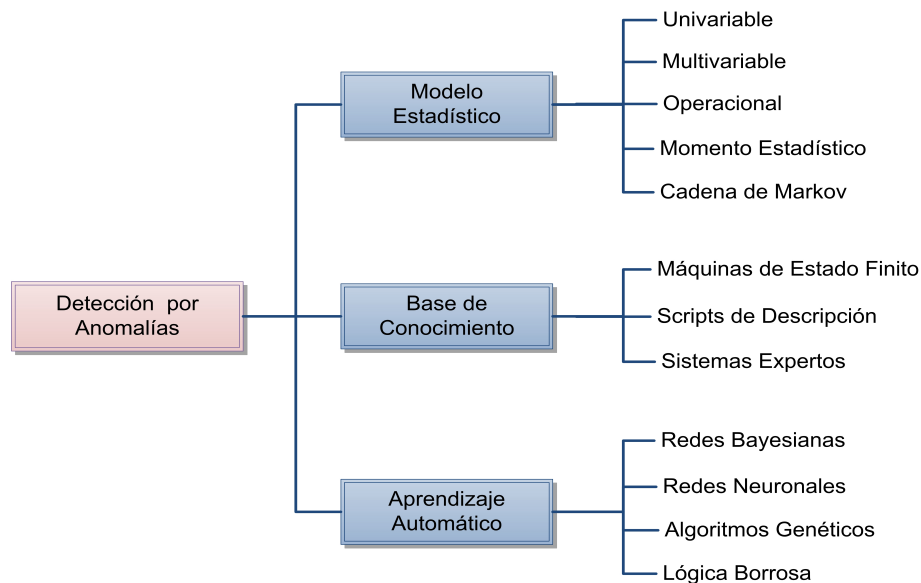 Detección por
Anomalías
Modelo
Estadístico
Univariable
Multivariable
Operacional
Momento Estadístico
Cadena de Markov
Base de
Conocimiento
Máquinas de Estado Finito
Scripts de Descripción
Sistemas Expertos
Aprendizaje
Automático
Redes Bayesianas
Redes Neuronales
Algoritmos Genéticos
Lógica Borrosa